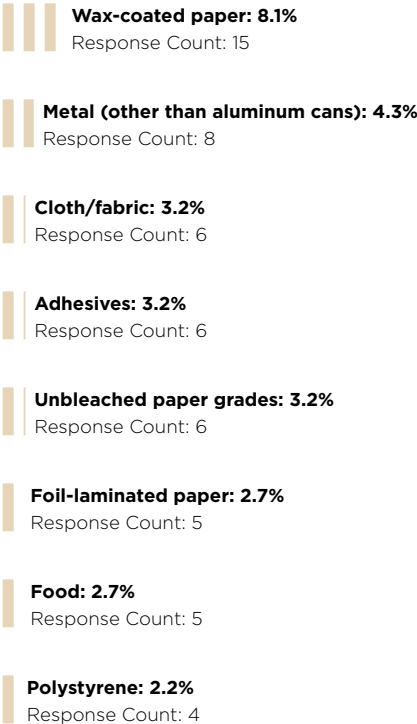 Wax-coated paper: 8.1%
Response Count: 15
Metal (other than aluminum cans): 4.3%
Response Count: 8
Cloth/fabric: 3.2%
Response Count: 6
Adhesives: 3.2%
Response Count: 6
Unbleached paper grades: 3.2%
Response Count: 6
Foil-laminated paper: 2.7%
Response Count: 5
Food: 2.7%
Response Count: 5
Polystyrene: 2.2%
Response Count: 4